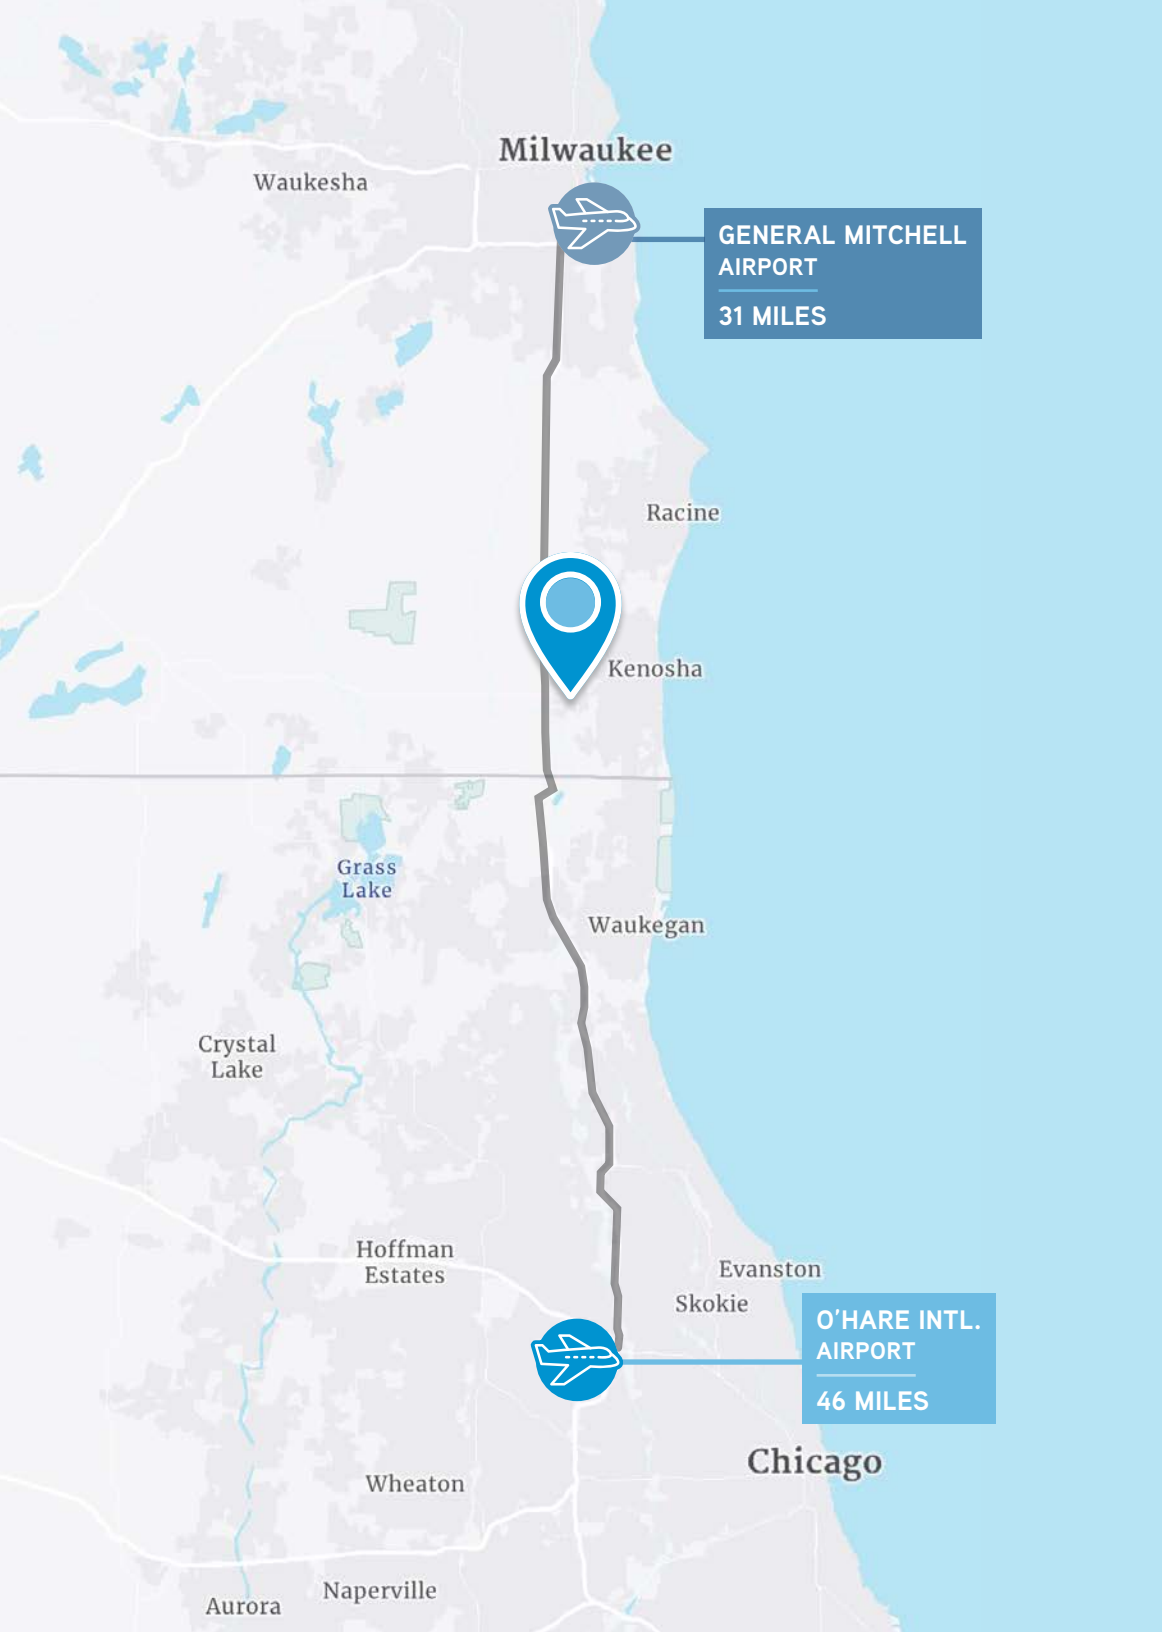 Milwaukee
Waukesha
GENERAL MITCHELL
AIRPORT
31 MILES
Racine
Kenosha
Grass
Lake
Waukegan
Crystal
Lake
Hoffman
Estates
Evanston
Skokie
O'HARE INTL.
AIRPORT
46 MILES
Chicago
Wheaton
Naperville
Aurora